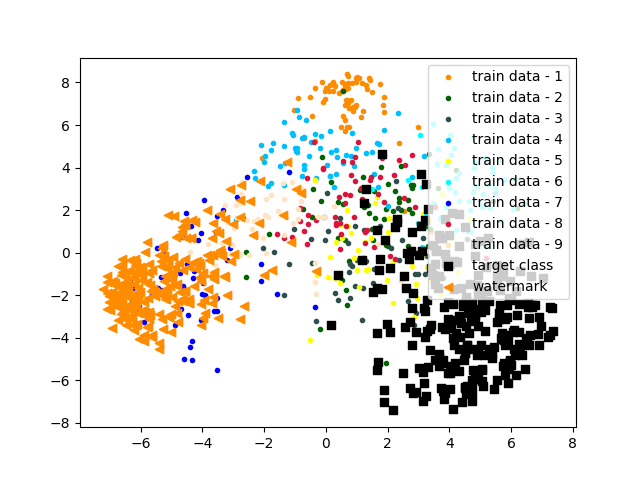 8
6
4
2
0
−2
−4
−6
−8
−6
−4
−2
0
2
4
6
8
train data - 1
train data - 2
train data - 3
train data - 4
train data - 5
train data - 6
train data - 7
train data - 8
train data - 9
target class
watermark